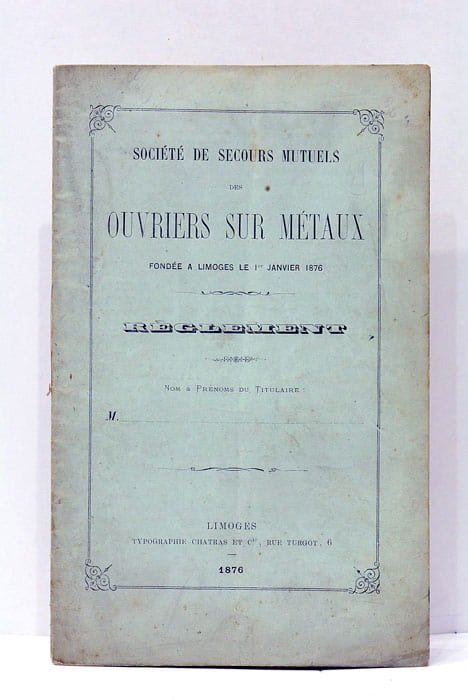 SOCIÉTÉ DE SECOURS MUTUELS
DES
OUVRIERS SUR MÉTAUX
FONDÉE A LIMOGES LE 1er JANVIER 1876
RÈGLEMENT
NOM & PRÉNOMS DU TITULAIRE :
M.
LIMOGES
TYPOGRAPHIE CHATRAS ET Cie, RUE TURGOT, 6
1876